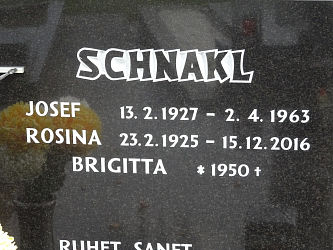 SCHNAKL
JOSEF 13. 2. 1927 - 2. 4. 1963
ROSINA 23. 2. 1925 - 15. 12. 2016
BRIGITTA * 1950 †
RUHET SANFT